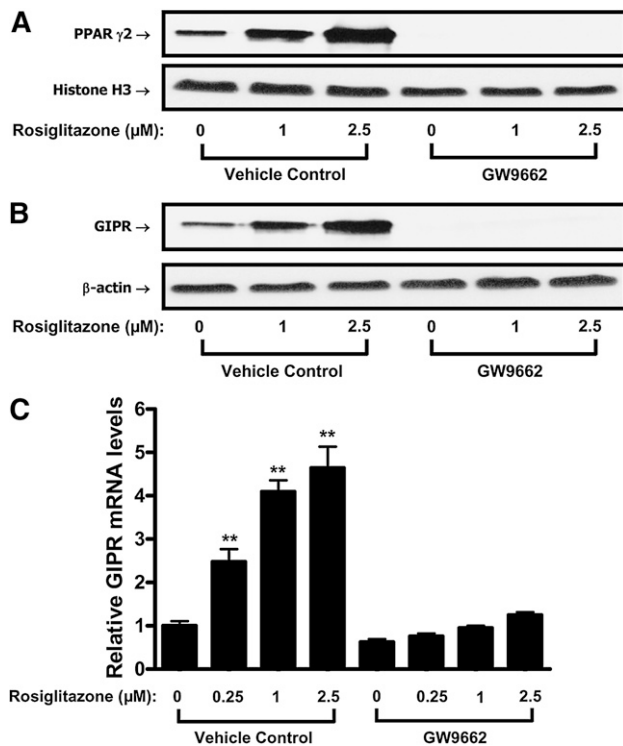 A
PPAR γ2→
Histone H3 →
Rosiglitazone (μM): 0 1 2.5 0 1 2.5
Vehicle Control GW9662
B
GIPR →
β-actin→
Rosiglitazone (μM): 0 1 2.5 0 1 2.5
Vehicle Control GW9662
C
Relative GIPR mRNA levels
6
5
4
3
2
1
0
** ** **
Rosiglitazone (μM): 0 0.25 1 2.5 0 0.25 1 2.5
Vehicle Control GW9662